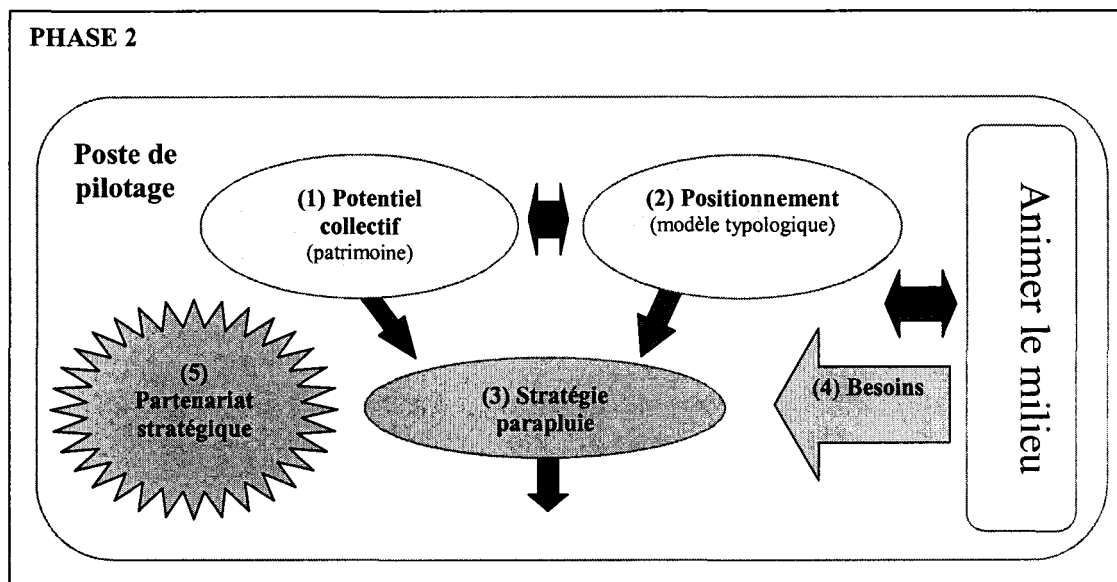 PHASE 2
Poste de
pilotage
(1) Potentiel
collectif
(patrimoine)
(2) Positionnement
(modèle typologique)
(3) Stratégie
parapluie
(4) Besoins
(5)
Partenariat
stratégique
Animer le milieu